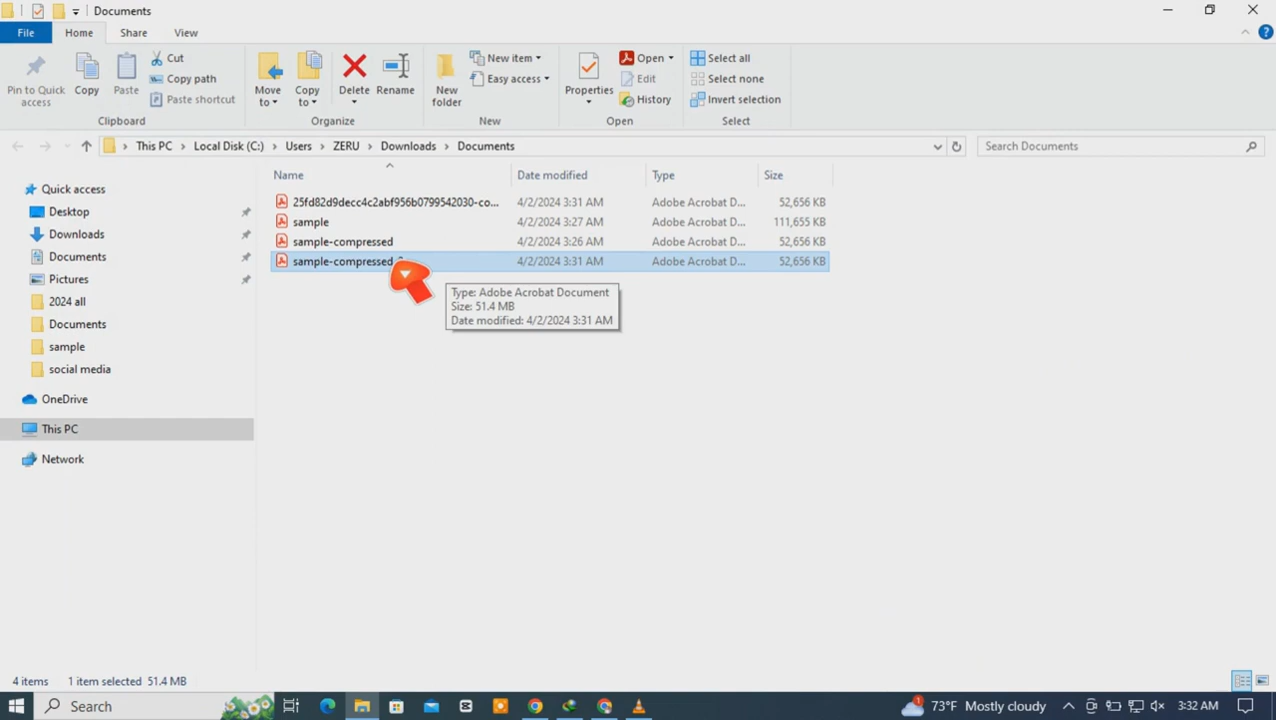 Documents
File Home Share View
Pin to Quick access
Copy
Paste
Cut
Copy path
Paste shortcut
Clipboard
Move to
Copy to
Delete
Rename
Organize
New folder
New item
Easy access
New
Properties
Open
Edit
History
Open
Select all
Select none
Invert selection
Select
This PC > Local Disk (C:) > Users > ZERU > Downloads > Documents
Search Documents
Name Date modified Type Size
25fd82d9decc4c2abf956b0799542030-co... 4/2/2024 3:31 AM Adobe Acrobat D... 52,656 KB
sample 4/2/2024 3:27 AM Adobe Acrobat D... 111,655 KB
sample-compressed 4/2/2024 3:26 AM Adobe Acrobat D... 52,656 KB
sample-compressed 4/2/2024 3:31 AM Adobe Acrobat D... 52,656 KB
Type: Adobe Acrobat Document
Size: 51.4 MB
Date modified: 4/2/2024 3:31 AM
Quick access
Desktop
Downloads
Documents
Pictures
2024 all
Documents
sample
social media
OneDrive
This PC
Network
4 items 1 item selected 51.4 MB
Search
1
73°F Mostly cloudy
3:32 AM